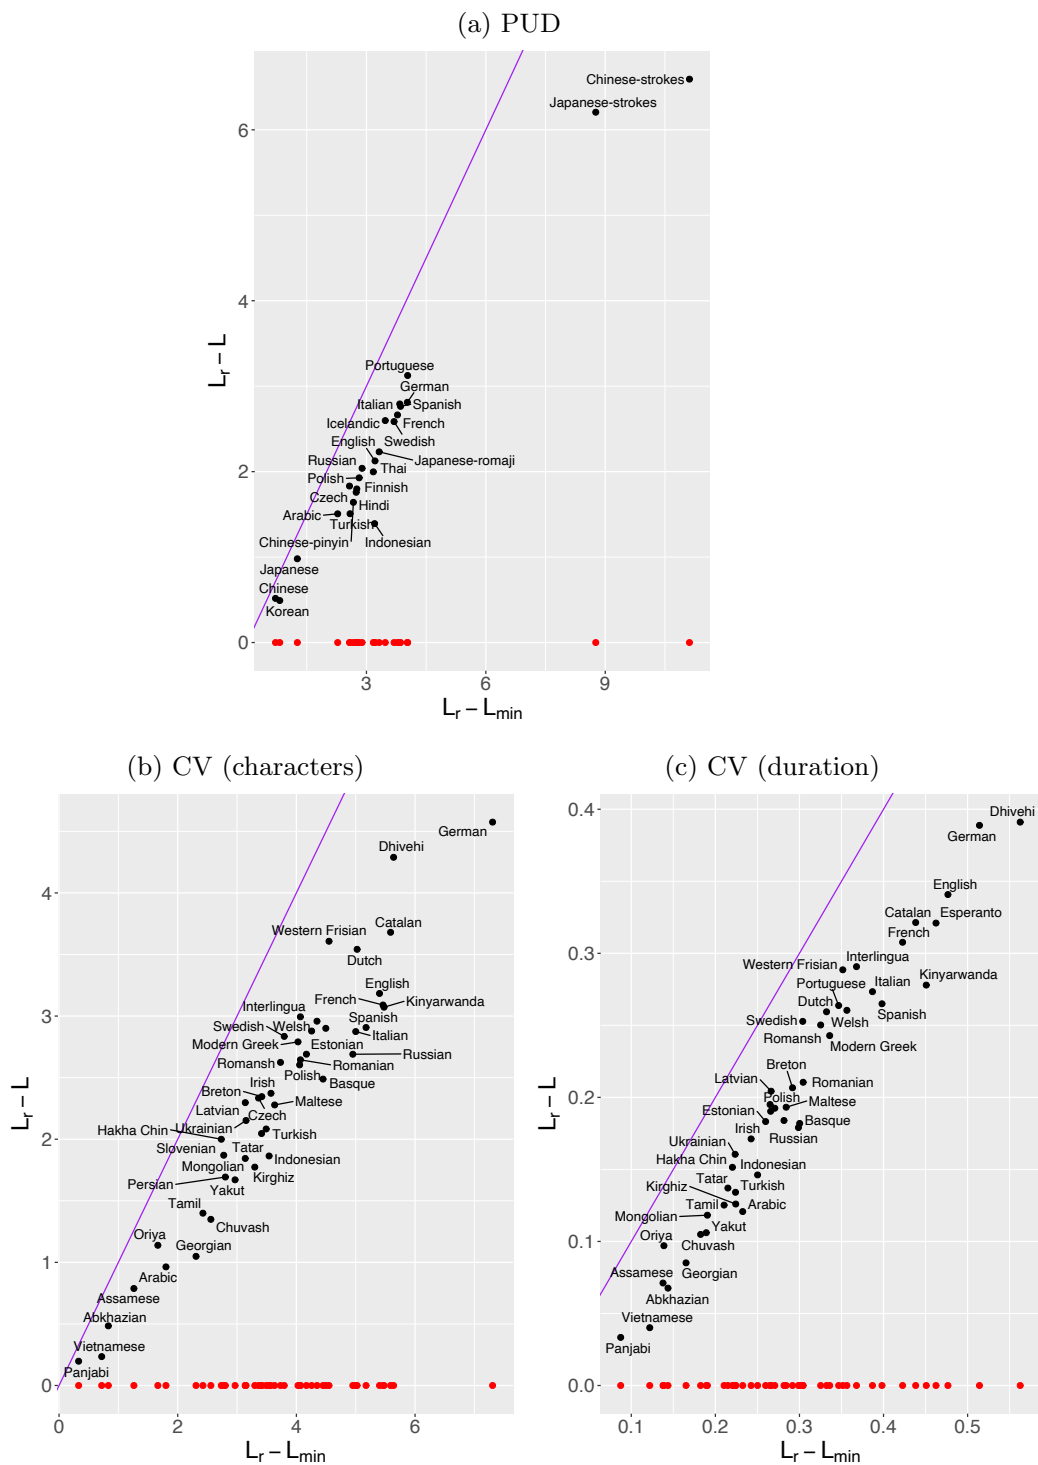 (a) PUD
Chinese-strokes
Japanese-strokes
6
4
Portuguese
German
Italian
Spanish
Icelandic
French
English
Swedish
Russian
Thai
Japanese-romaji
2
Polish
Finnish
Czech
Hindi
Arabic
Turkish
Chinese-pinyin
Indonesian
Japanese
Chinese
Korean
0
3 6 9
Lr − L
Lr − Lmin
(b) CV (characters)
German
Dhivehi
4
Western Frisian
Catalan
Dutch
English
French
Kinyarwanda
Interlingua
3
Spanish
Swedish
Welsh
Italian
Modern Greek
Estonian
Russian
Romansh
Romanian
Polish
Basque
Irish
Breton
Maltese
Latvian
Czech
Ukrainian
Hakha Chin
Turkish
2
Slovenian
Tatar
Indonesian
Mongolian
Kirghiz
Persian
Yakut
Tamil
Chuvash
Oriya
Georgian
1
Arabic
Assamese
Abkhazian
Vietnamese
Panjabi
0
0 2 4 6
Lr − L
Lr − Lmin
(c) CV (duration)
0.4
Dhivehi
German
English
Catalan
Esperanto
French
0.3
Interlingua
Western Frisian
Kinyarwanda
Portuguese
Italian
Dutch
Spanish
Swedish
Welsh
Romansh
Modern Greek
Breton
Latvian
Romanian
0.2
Polish
Maltese
Estonian
Basque
Irish
Russian
Ukrainian
Hakha Chin
Indonesian
Tatar
Kirghiz
Turkish
Tamil
Arabic
Mongolian
Yakut
Oriya
Chuvash
0.1
Assamese
Georgian
Abkhazian
Vietnamese
Panjabi
0.0
0.1 0.2 0.3 0.4 0.5
Lr − L
Lr − Lmin